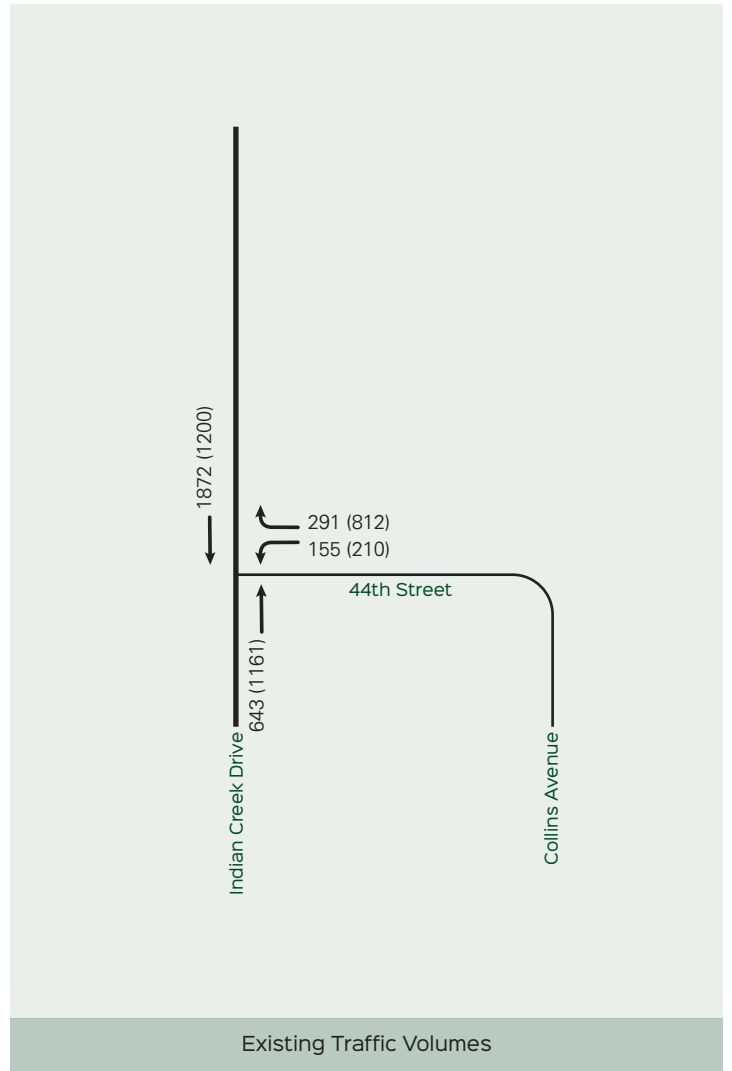 1872 (1200)
291 (812)
155 (210)
44th Street
643 (1161)
Indian Creek Drive
Collins Avenue
Existing Traffic Volumes